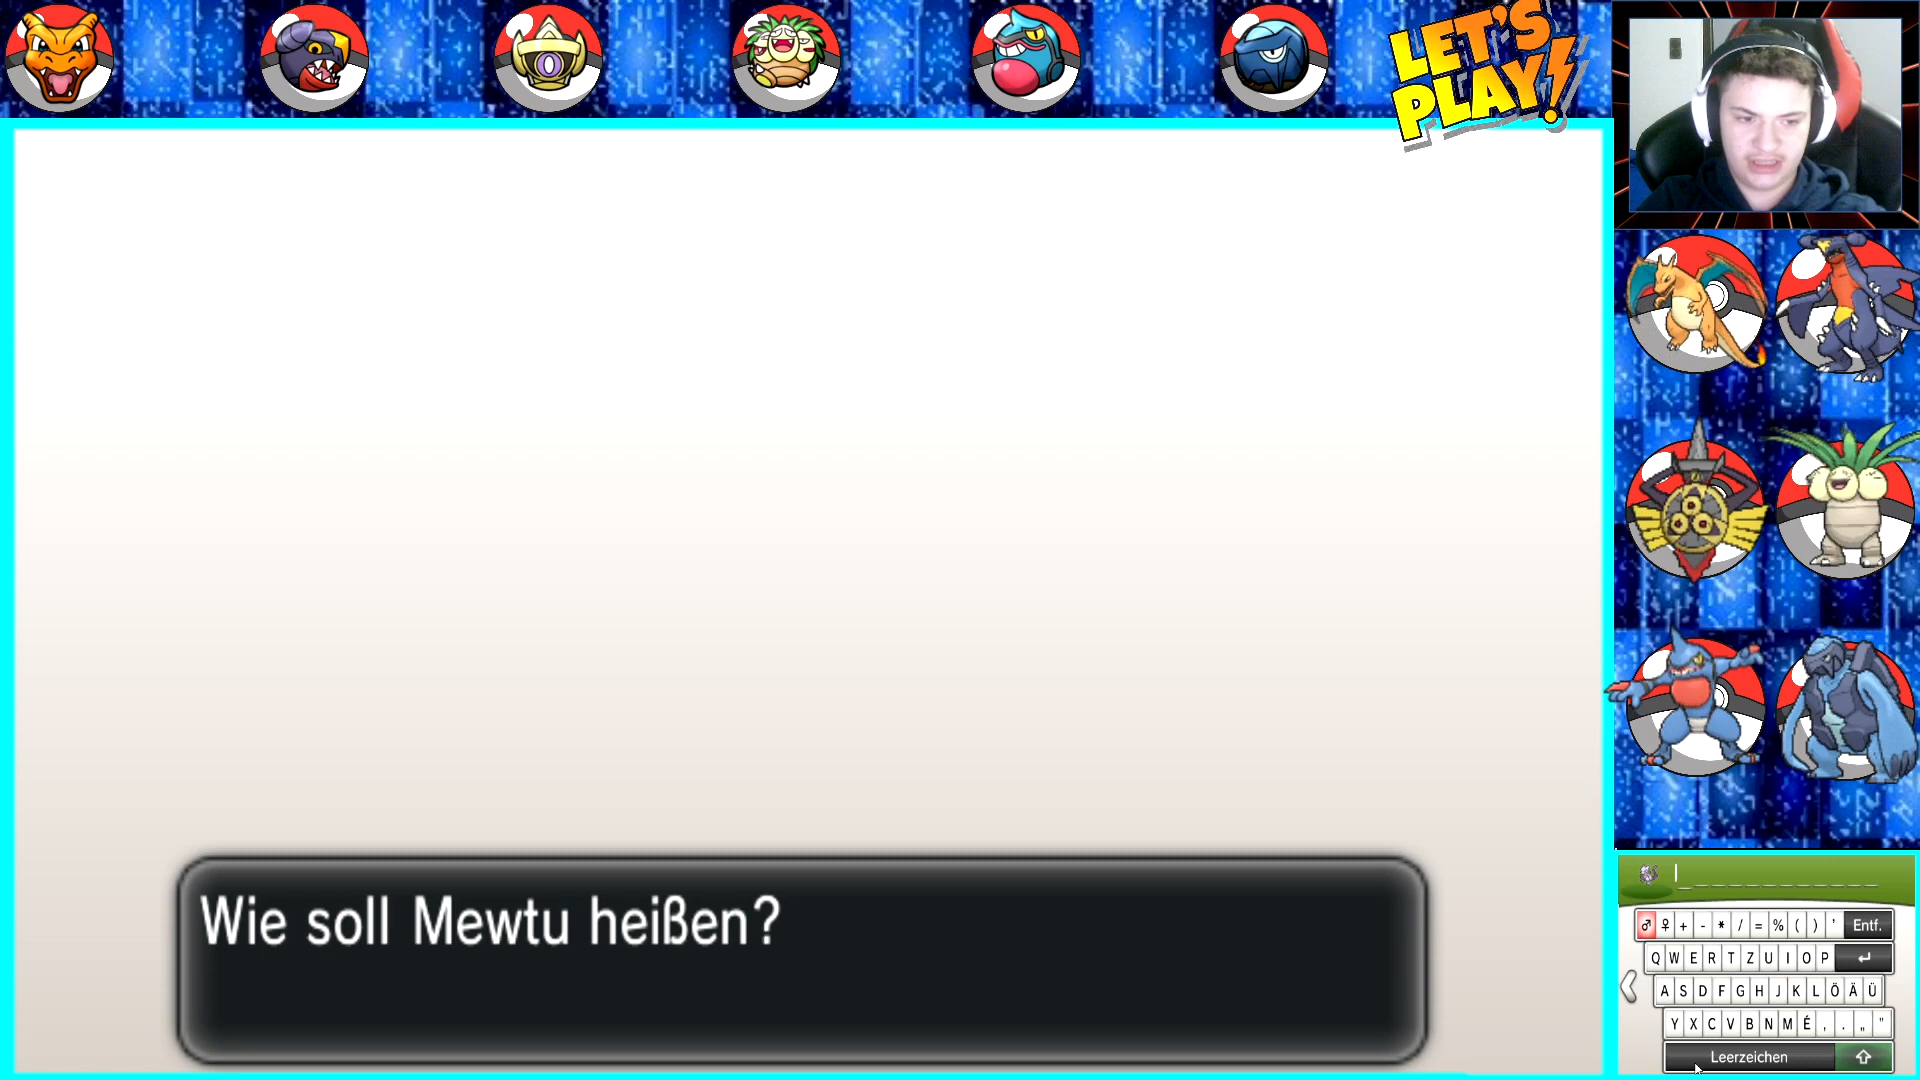 LET'S
PLAY!
Wie soll Mewtu heißen?
♂ ♀ + - * / = % ( ) ' Entf.
Q W E R T Z U I O P ↵
A S D F G H J K L Ö Ä Ü
Y X C V B N M É , . „ "
Leerzeichen